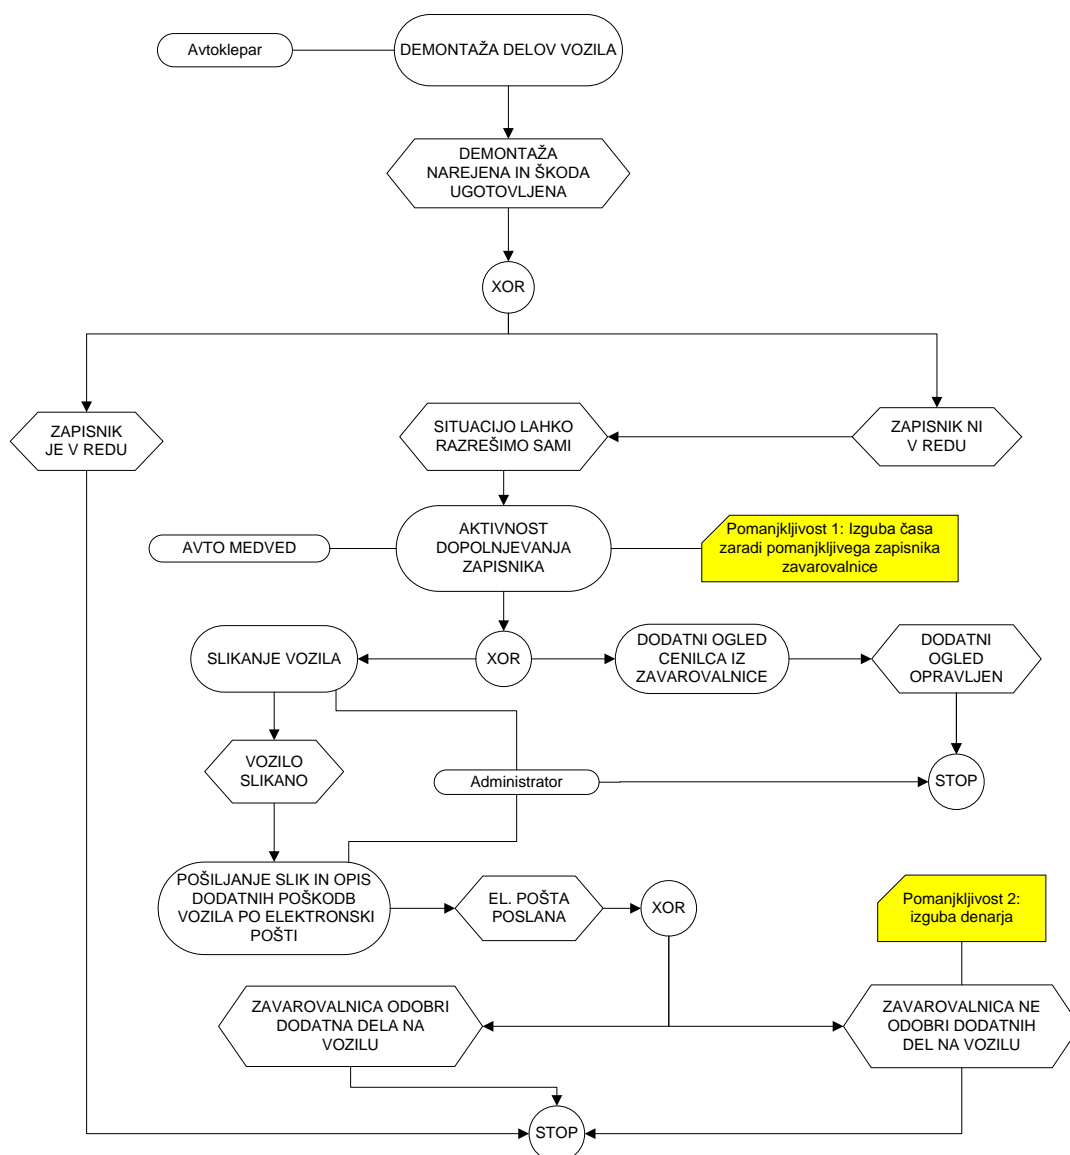 Avtoklepar
DEMONTAŽA DELOV VOZILA
DEMONTAŽA
NAREJENA IN ŠKODA
UGOTOVLJENA
XOR
ZAPISNIK
JE V REDU
SITUACIJO LAHKO
RAZREŠIMO SAMI
ZAPISNIK NI
V REDU
AVTO MEDVED
AKTIVNOST
DOPOLNJEVANJA
ZAPISNIKA
Pomanjkljivost 1: Izguba časa
zaradi pomanjkljivega zapisnika
zavarovalnice
SLIKANJE VOZILA
XOR
DODATNI OGLED
CENILCA IZ
ZAVAROVALNICE
DODATNI
OGLED
OPRAVLJEN
VOZILO
SLIKANO
Administrator
STOP
POŠILJANJE SLIK IN OPIS
DODATNIH POŠKODB
VOZILA PO ELEKTRONSKI
POŠTI
EL. POŠTA
POSLANA
XOR
Pomanjkljivost 2:
izguba denarja
ZAVAROVALNICA ODOBRI
DODATNA DELA NA
VOZILU
ZAVAROVALNICA NE
ODOBRI DODATNIH
DEL NA VOZILU
STOP